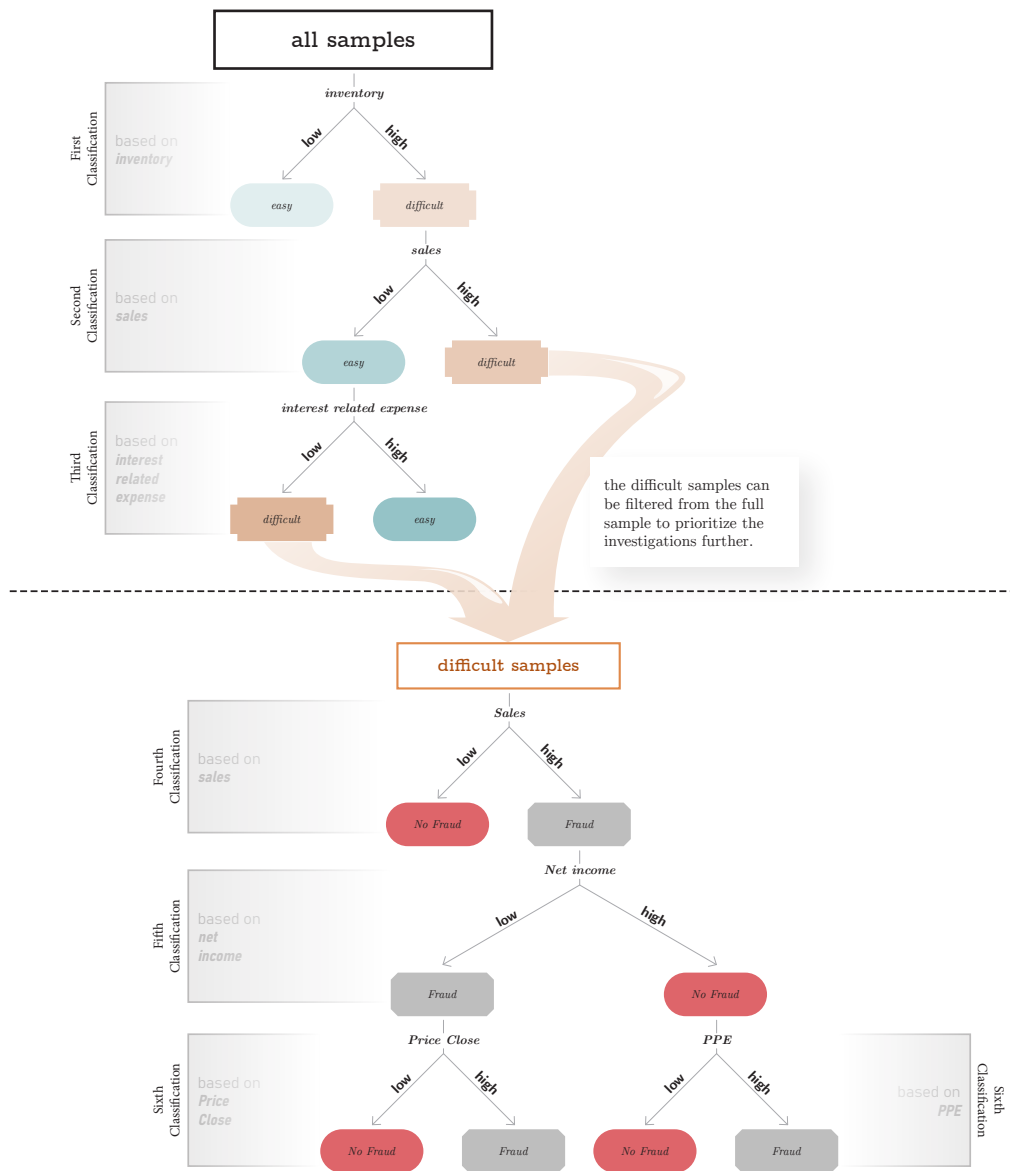 all samples
inventory
low
high
First
Classification
based on
inventory
easy
difficult
sales
low
high
Second
Classification
based on
sales
easy
difficult
interest related expense
low
high
Third
Classification
based on
interest
related
expense
difficult
easy
the difficult samples can
be filtered from the full
sample to prioritize the
investigations further.
difficult samples
Sales
low
high
Fourth
Classification
based on
sales
No Fraud
Fraud
Net income
low
high
Fifth
Classification
based on
net
income
Fraud
No Fraud
Price Close
PPE
low
high
low
high
Sixth
Classification
based on
Price
Close
based on
PPE
Sixth
Classification
No Fraud
Fraud
No Fraud
Fraud